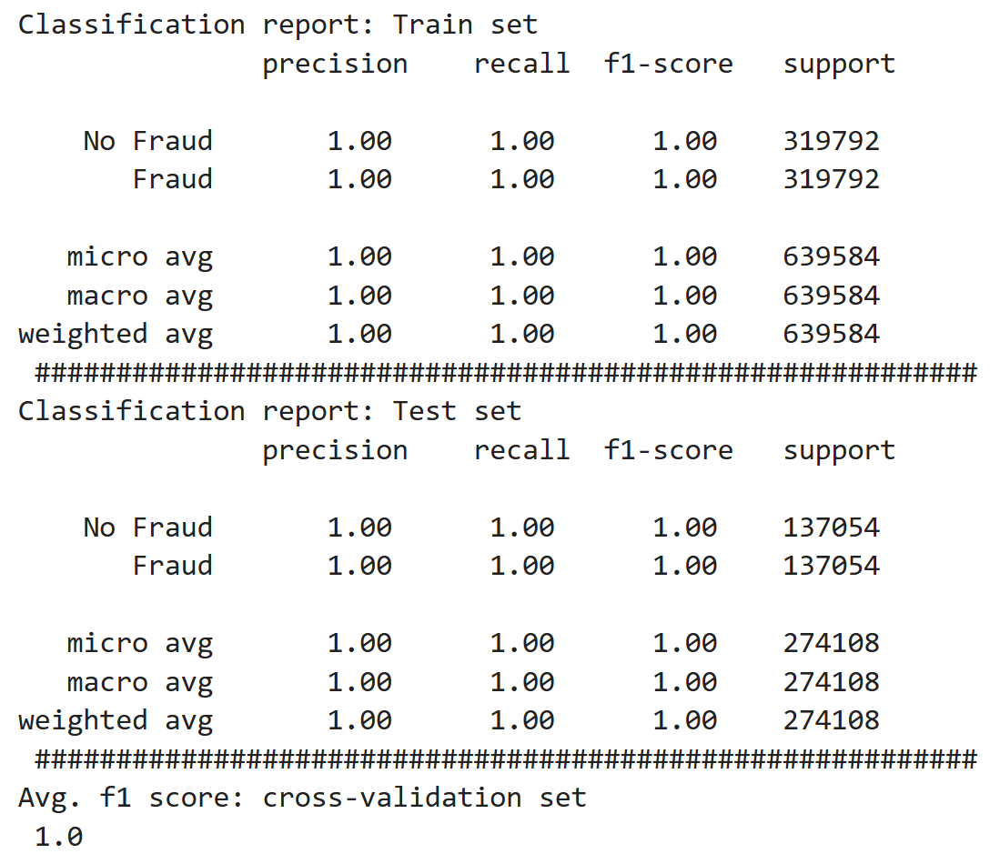 Classification report: Train set
precision recall f1-score support
No Fraud 1.00 1.00 1.00 319792
Fraud 1.00 1.00 1.00 319792
micro avg 1.00 1.00 1.00 639584
macro avg 1.00 1.00 1.00 639584
weighted avg 1.00 1.00 1.00 639584
##########################################################
Classification report: Test set
precision recall f1-score support
No Fraud 1.00 1.00 1.00 137054
Fraud 1.00 1.00 1.00 137054
micro avg 1.00 1.00 1.00 274108
macro avg 1.00 1.00 1.00 274108
weighted avg 1.00 1.00 1.00 274108
##########################################################
Avg. f1 score: cross-validation set
1.0